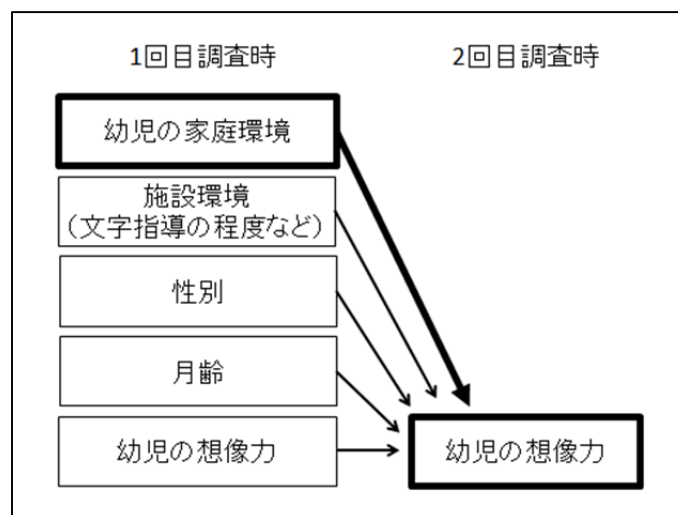 1回目調査時
2回目調査時
幼児の家庭環境
施設環境
(文字指導の程度など)
性別
月齢
幼児の想像力
幼児の想像力